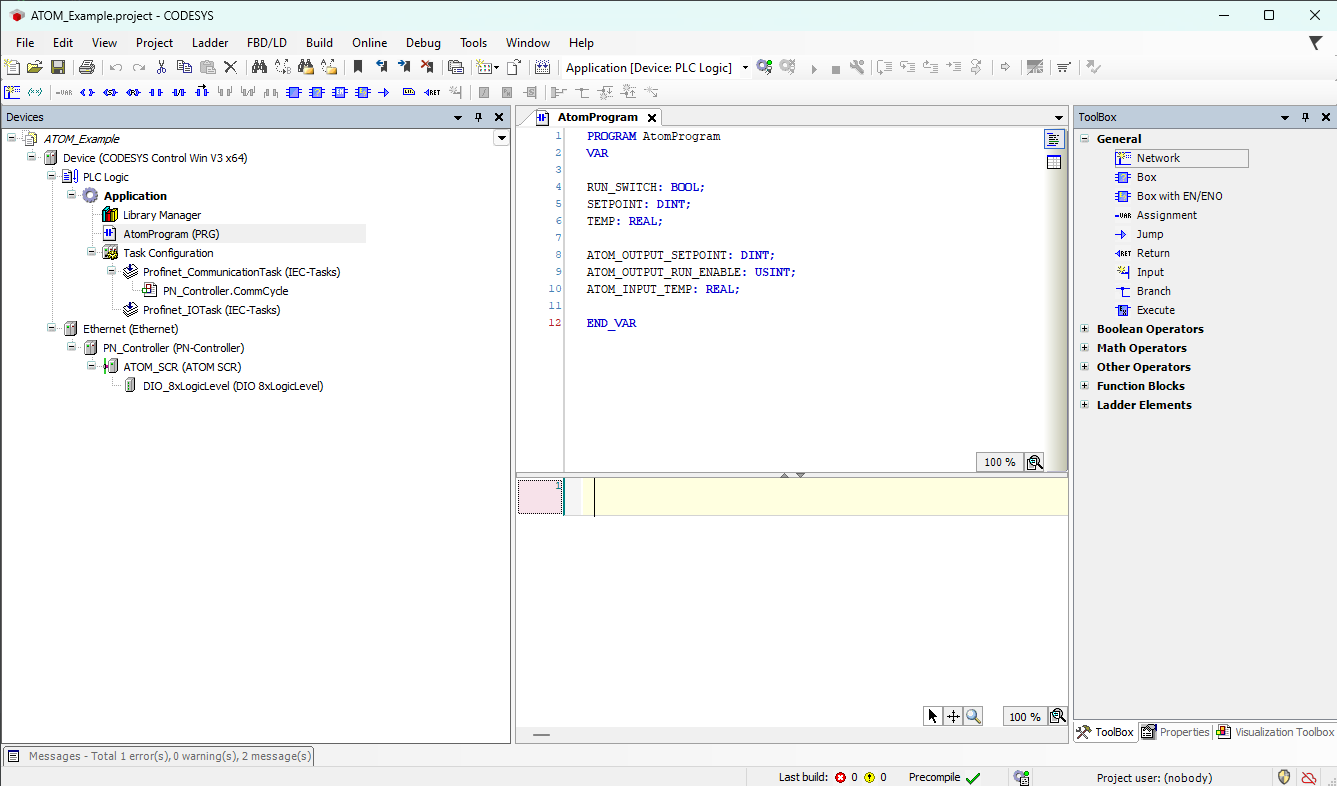 ATOM_Example.project - CODESYS
File Edit View Project Ladder FBD/LD Build Online Debug Tools Window Help
Application [Device: PLC Logic]
Devices
ATOM_Example
Device (CODESYS Control Win V3 x64)
PLC Logic
Application
Library Manager
AtomProgram (PRG)
Task Configuration
Profinet_CommunicationTask (IEC-Tasks)
PN_Controller.CommCycle
Profinet_IOTask (IEC-Tasks)
Ethernet (Ethernet)
PN_Controller (PN-Controller)
ATOM_SCR (ATOM SCR)
DIO_8xLogicLevel (DIO 8xLogicLevel)
AtomProgram
1 PROGRAM AtomProgram
2 VAR
3
4 RUN_SWITCH: BOOL;
5 SETPOINT: DINT;
6 TEMP: REAL;
7
8 ATOM_OUTPUT_SETPOINT: DINT;
9 ATOM_OUTPUT_RUN_ENABLE: USINT;
10 ATOM_INPUT_TEMP: REAL;
11
12 END_VAR
100 %
1
100 %
ToolBox
General
Network
Box
Box with EN/ENO
-VAR Assignment
Jump
RET Return
Input
Branch
Execute
Boolean Operators
Math Operators
Other Operators
Function Blocks
Ladder Elements
ToolBox Properties Visualization Toolbox
Messages - Total 1 error(s), 0 warning(s), 2 message(s)
Last build: 0 0 Precompile Project user: (nobody)